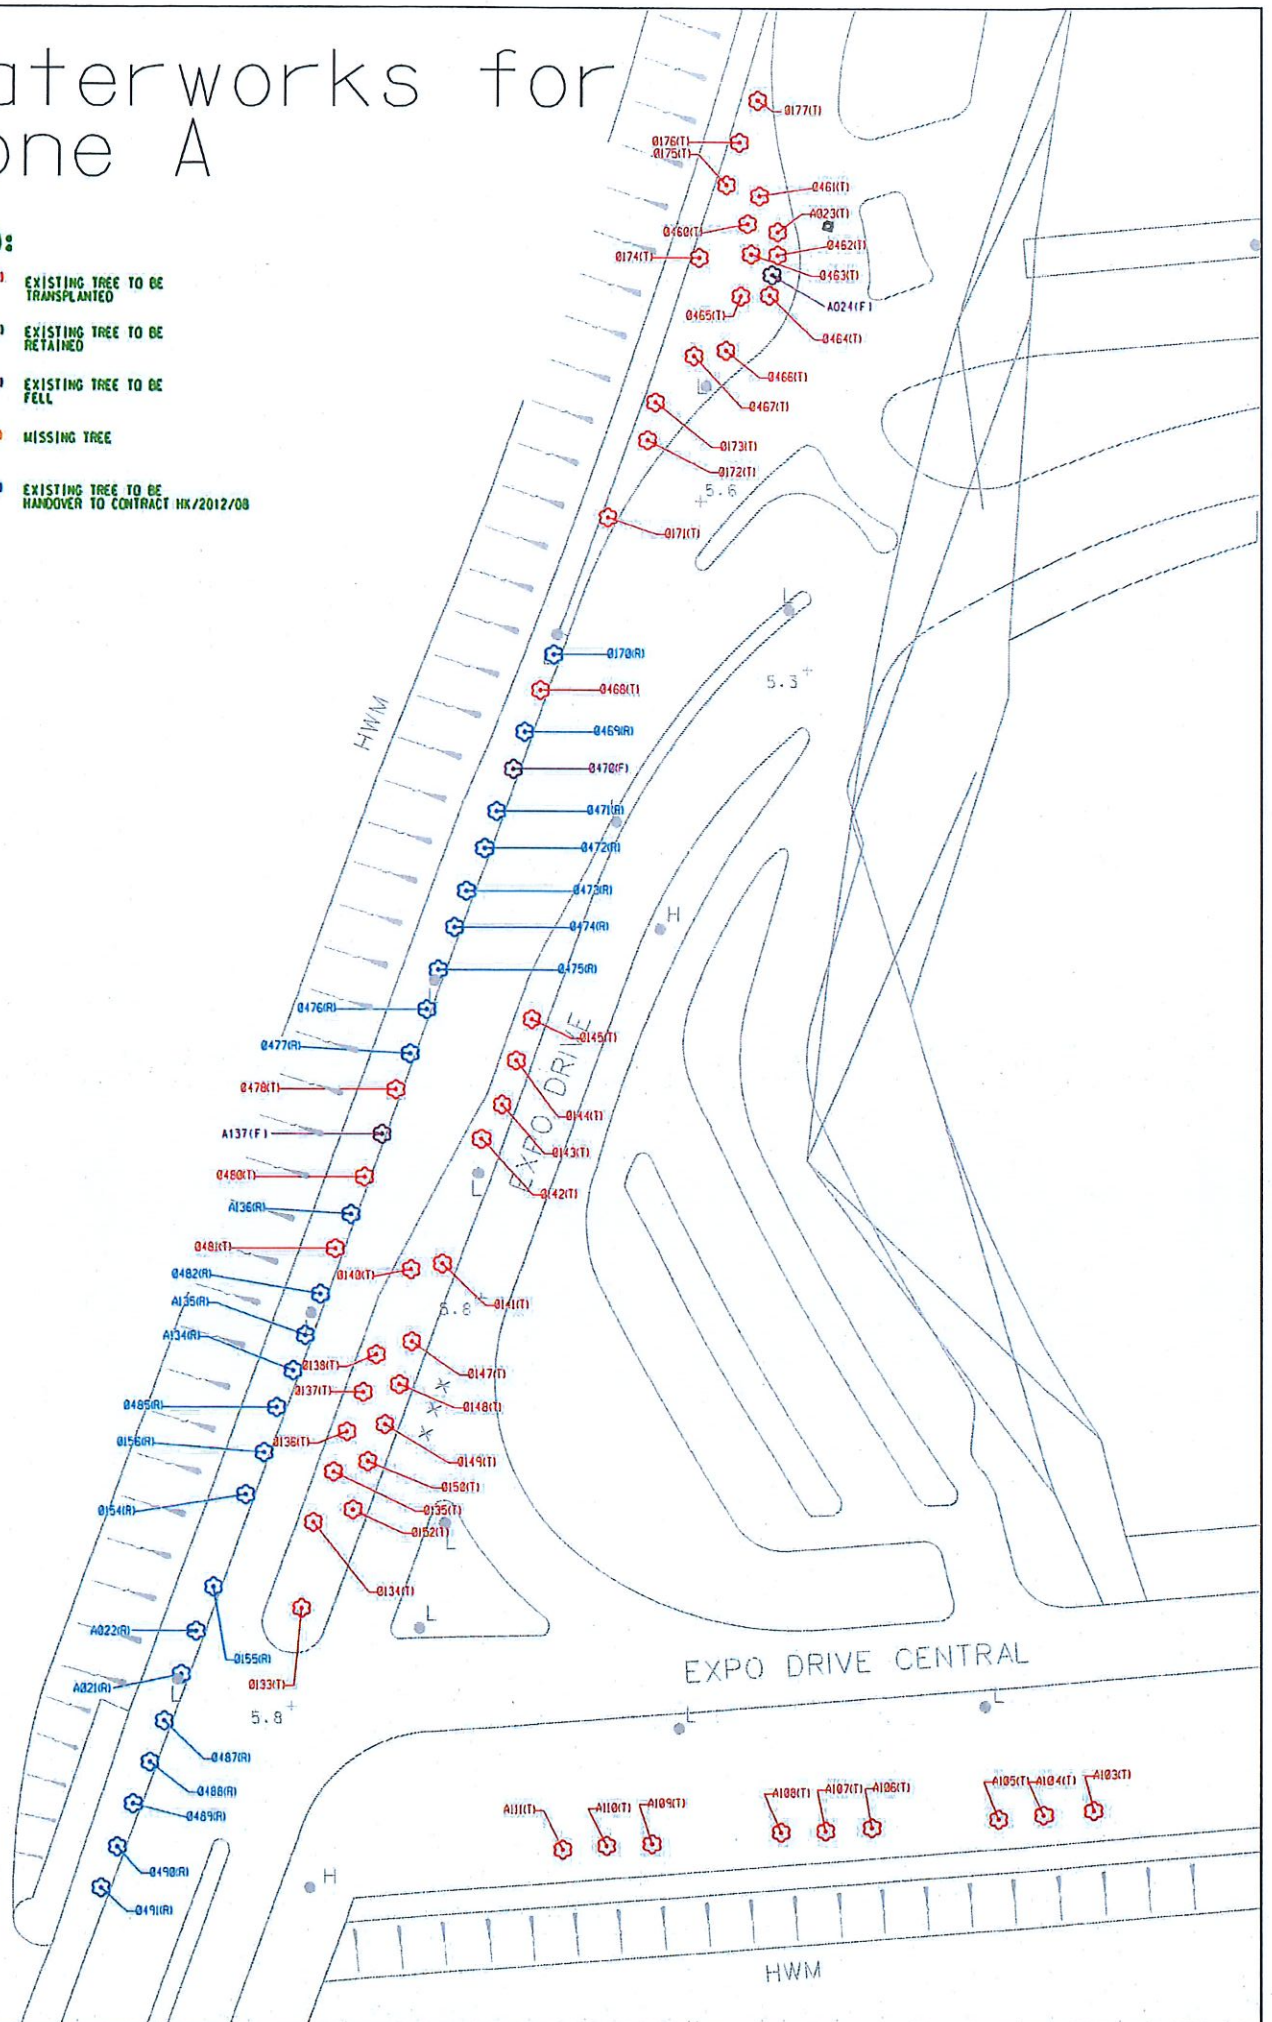 aterworks for
one A
):
EXISTING TREE TO BE
TRANSPLANTED
EXISTING TREE TO BE
RETAINED
EXISTING TREE TO BE
FELL
MISSING TREE
EXISTING TREE TO BE
HANDOVER TO CONTRACT HK/2012/08
0177(T)
0176(T)
0175(T)
0461(T)
A023(T)
0460(T)
0462(T)
0174(T)
0463(T)
A024(F)
0465(T)
0464(T)
0466(T)
L
0467(T)
0173(T)
0172(T)
5.6
0171(T)
L
0170(R)
5.3
0468(T)
HWM
0469(R)
0470(F)
0471(R)
0472(R)
0473(R)
H
0474(R)
0475(R)
0476(R)
0145(T)
0477(R)
EXPO DRIVE
0478(T)
0144(T)
A137(F)
0143(T)
0480(T)
L
0142(T)
A136(R)
0481(T)
0482(R)
0140(T)
A135(R)
0141(T)
5.8
A134(R)
0138(T)
0147(T)
0137(T)
0485(R)
0148(T)
0156(R)
0136(T)
0149(T)
0150(T)
0154(R)
0135(T)
0152(T)
L
0134(T)
L
A022(R)
0155(R)
EXPO DRIVE CENTRAL
A021(R)
0133(T)
L
5.8
L
L
0487(R)
0488(R)
A105(T)
A104(T)
A103(T)
A108(T)
A107(T)
A106(T)
0489(R)
A111(T)
A110(T)
A109(T)
0490(R)
H
0491(R)
HWM